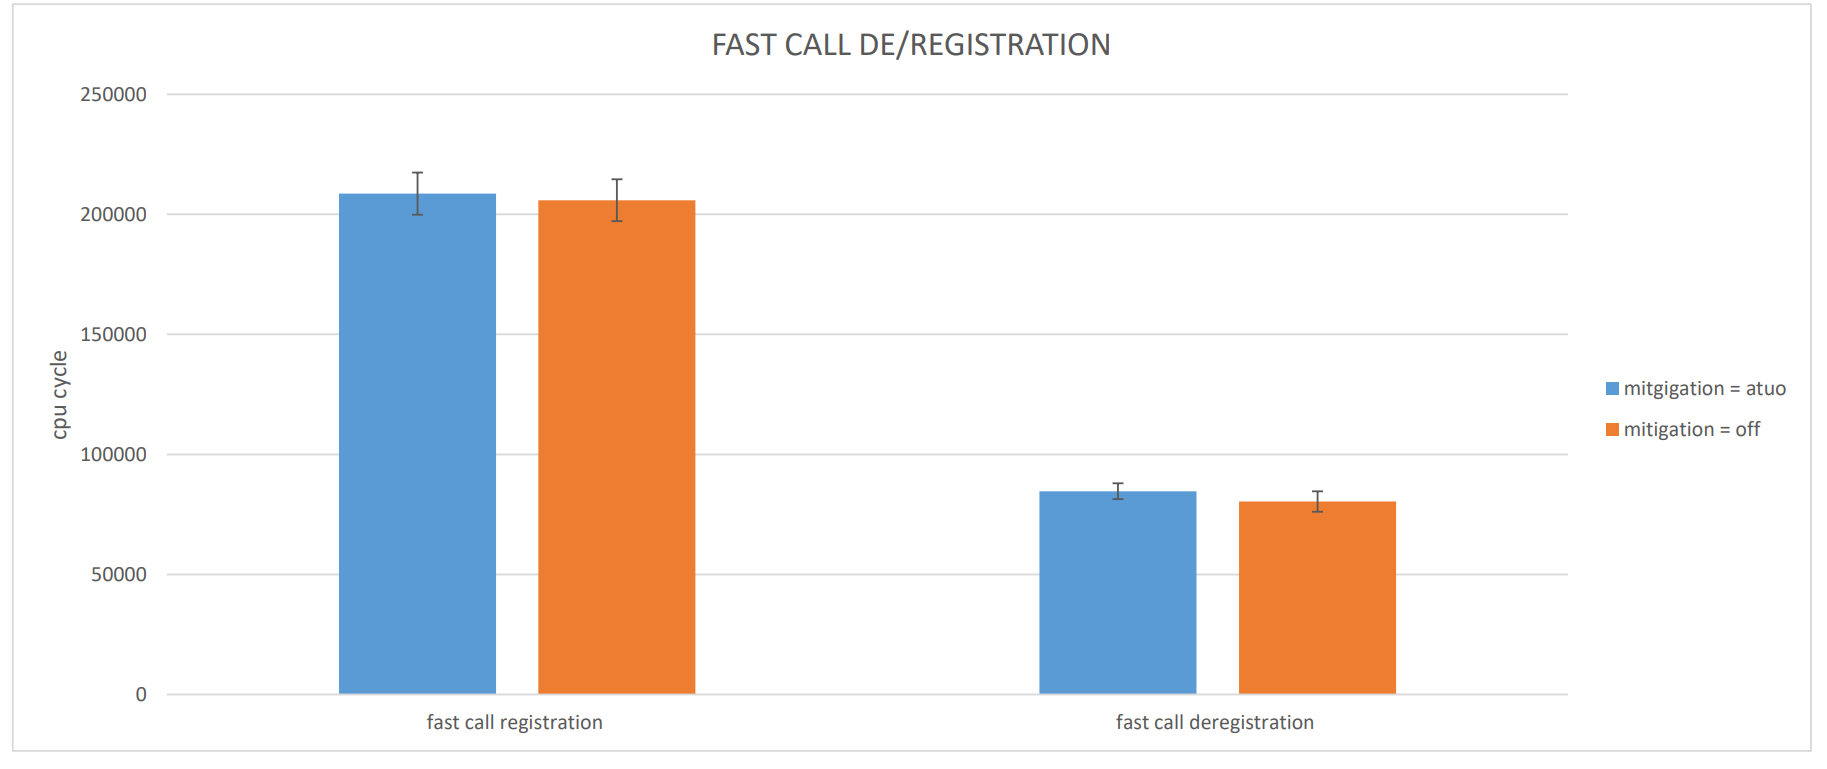 FAST CALL DE/REGISTRATION
250000
200000
150000
100000
50000
0
cpu cycle
fast call registration
fast call deregistration
mitgigation = atuo
mitigation = off